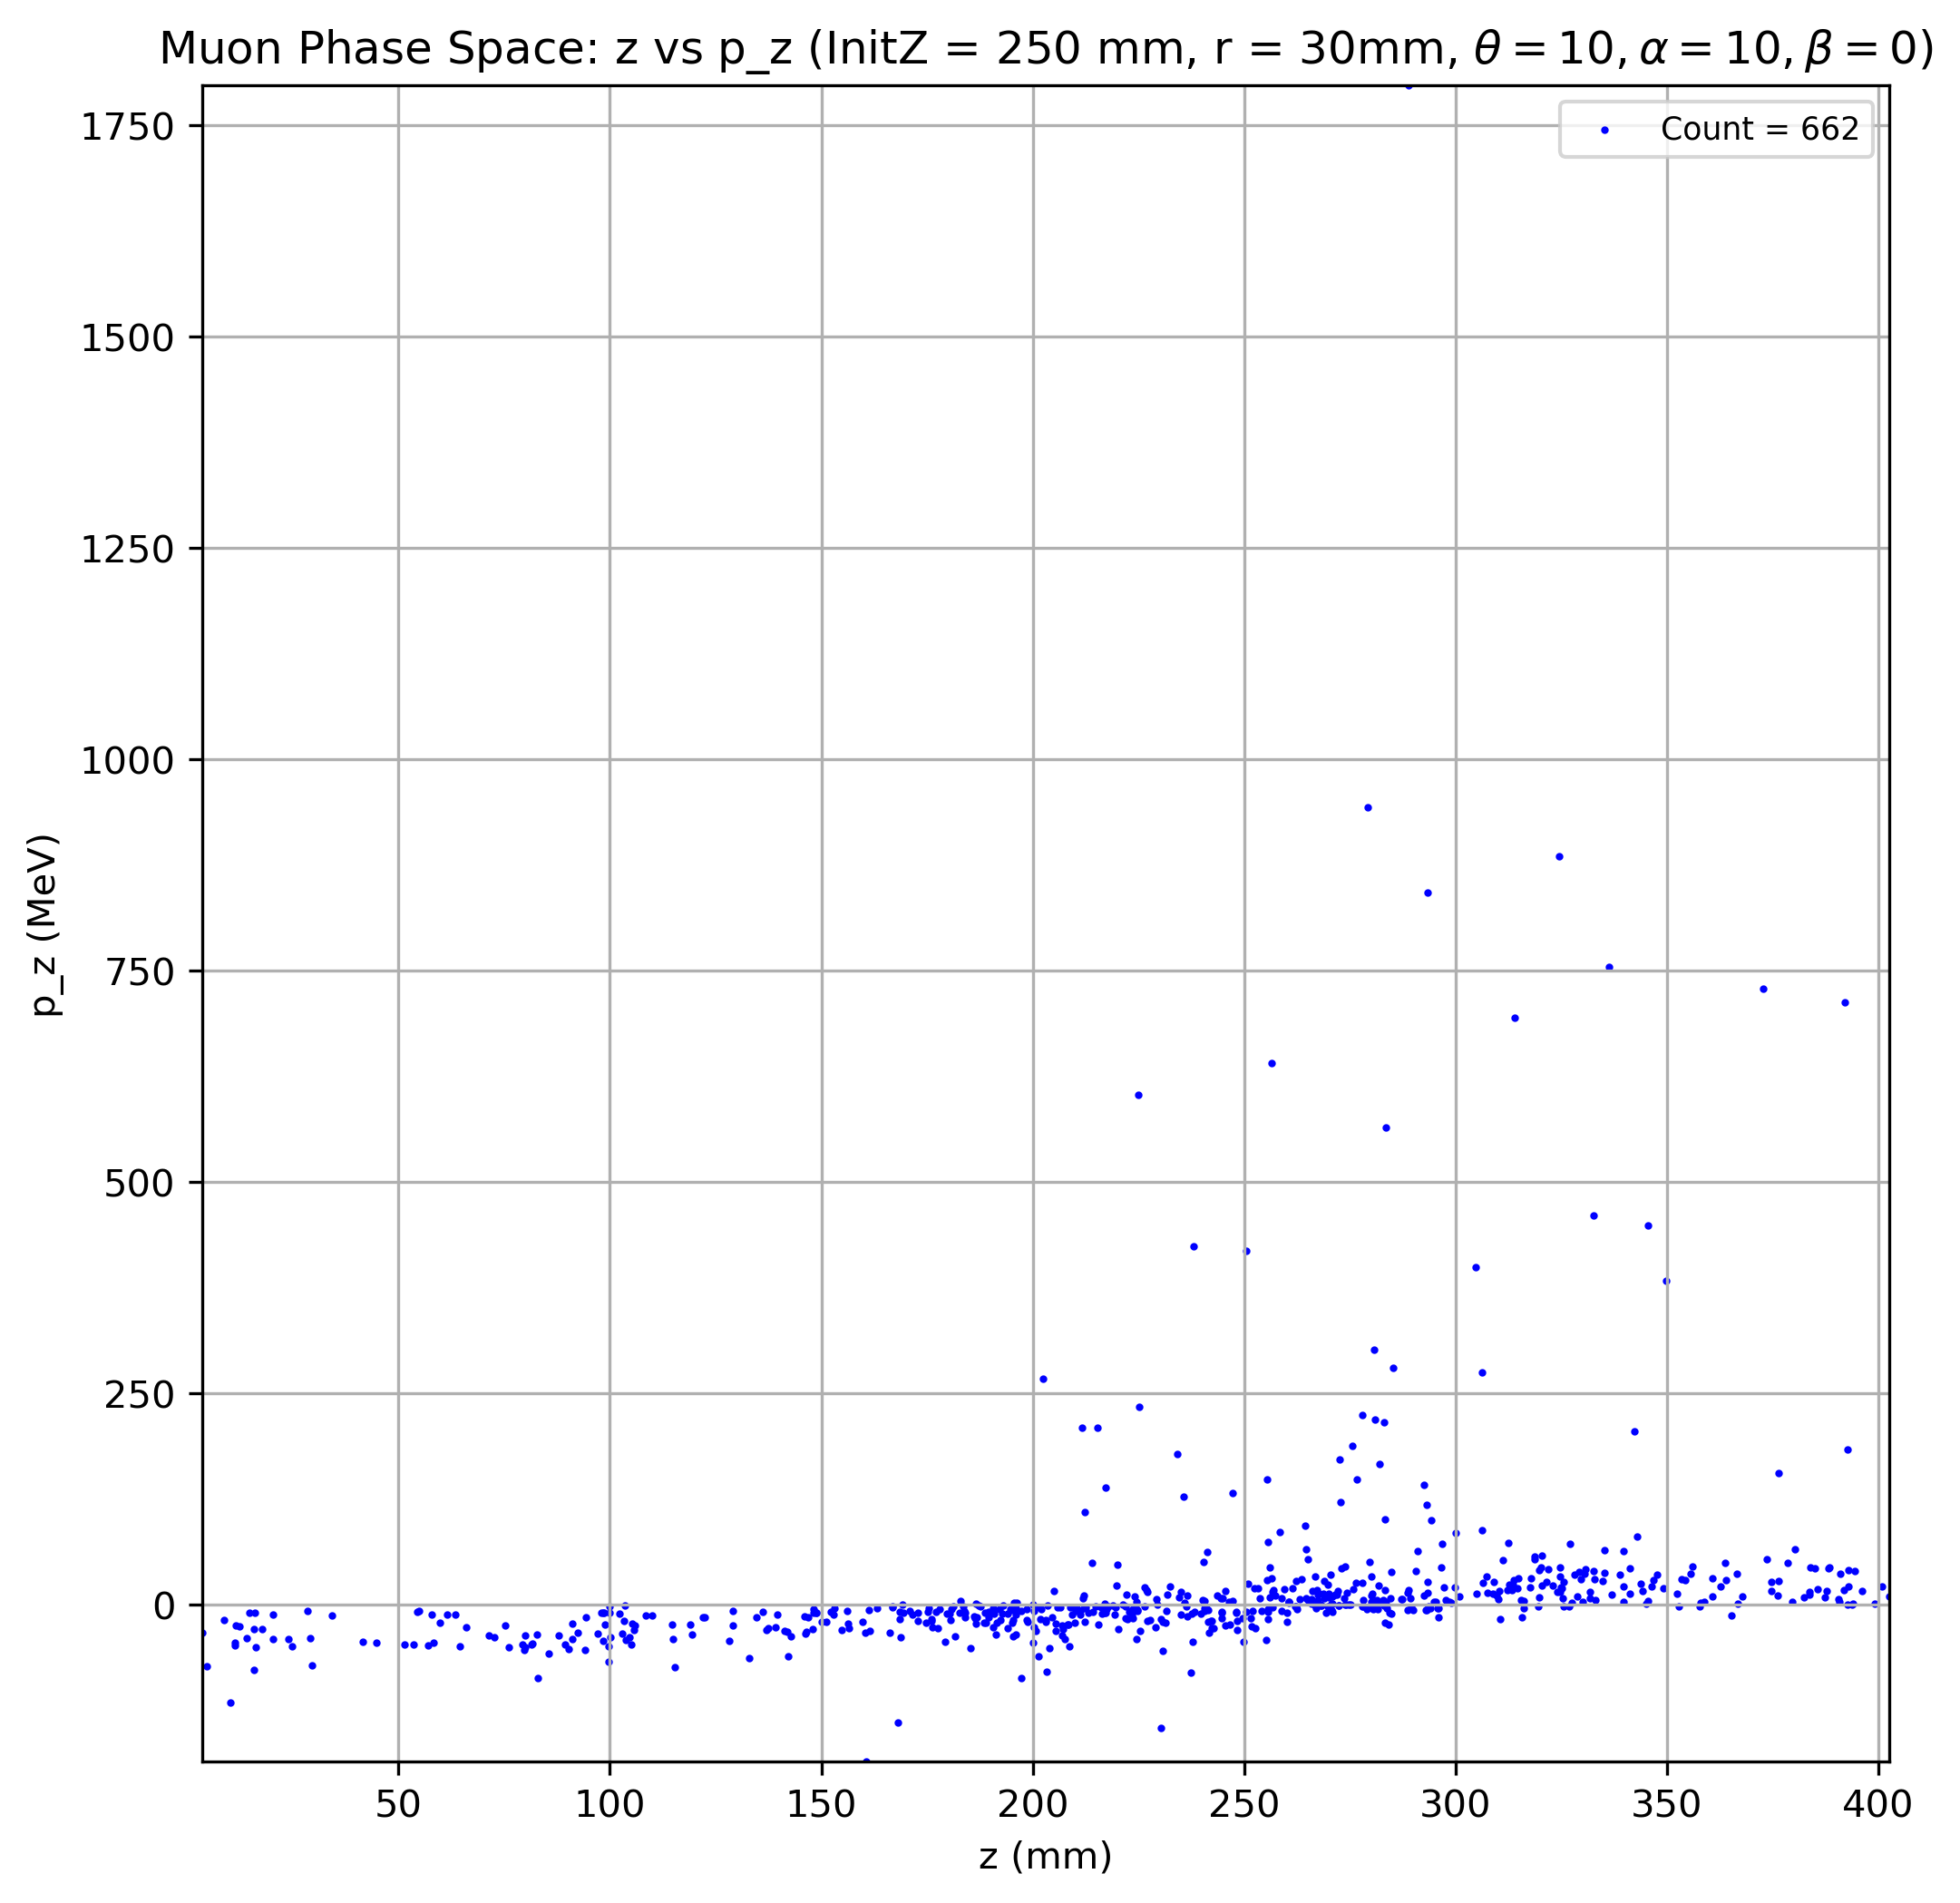 Muon Phase Space: z vs p_z (InitZ = 250 mm, r = 30mm, θ = 10, α = 10, β = 0)
Count = 662
1750
1500
1250
1000
750
500
250
0
p_z (MeV)
50 100 150 200 250 300 350 400
z (mm)